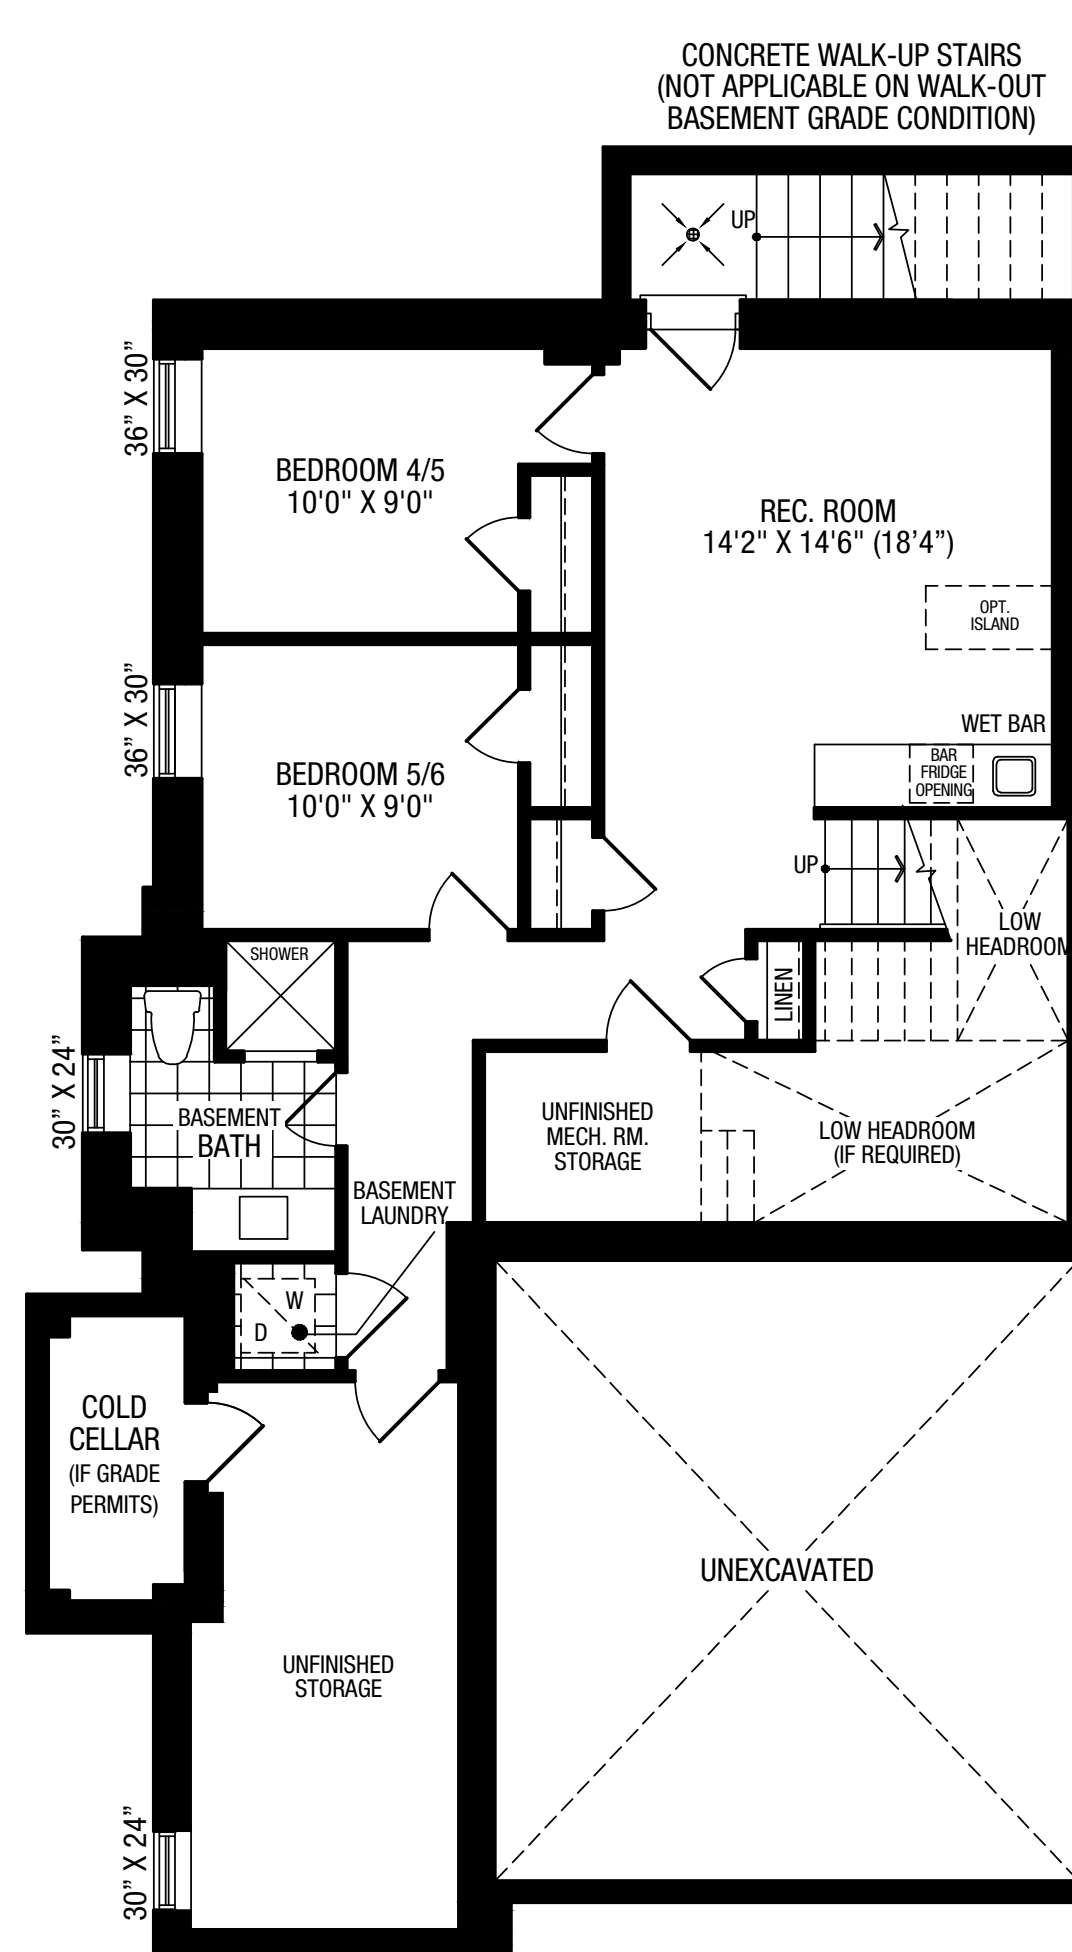 CONCRETE WALK-UP STAIRS
(NOT APPLICABLE ON WALK-OUT
BASEMENT GRADE CONDITION)
UP
36” X 30”
BEDROOM 4/5
10'0" X 9'0"
REC. ROOM
14'2" X 14'6" (18’4”)
OPT.
ISLAND
36” X 30”
BEDROOM 5/6
10'0" X 9'0"
WET BAR
BAR
FRIDGE
OPENING
UP
LOW
HEADROOM
SHOWER
LINEN
30” X 24”
BASEMENT
BATH
UNFINISHED
MECH. RM.
STORAGE
LOW HEADROOM
(IF REQUIRED)
BASEMENT
LAUNDRY
W
D
COLD
CELLAR
(IF GRADE
PERMITS)
UNEXCAVATED
UNFINISHED
STORAGE
30” X 24”